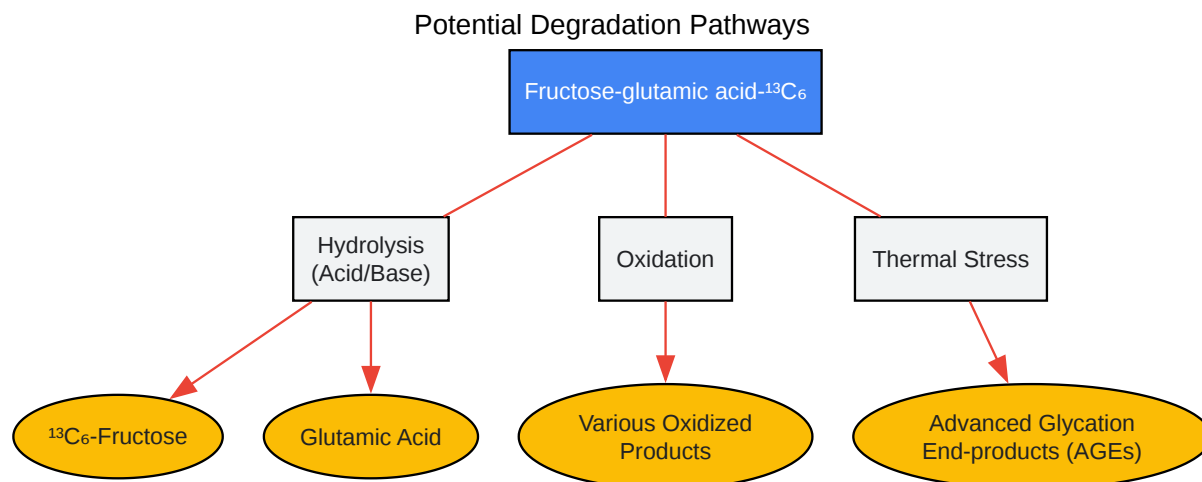 Potential Degradation Pathways
Fructose-glutamic acid-¹³C₆
Hydrolysis
(Acid/Base)
Oxidation
Thermal Stress
¹³C₆-Fructose
Glutamic Acid
Various Oxidized
Products
Advanced Glycation
End-products (AGEs)